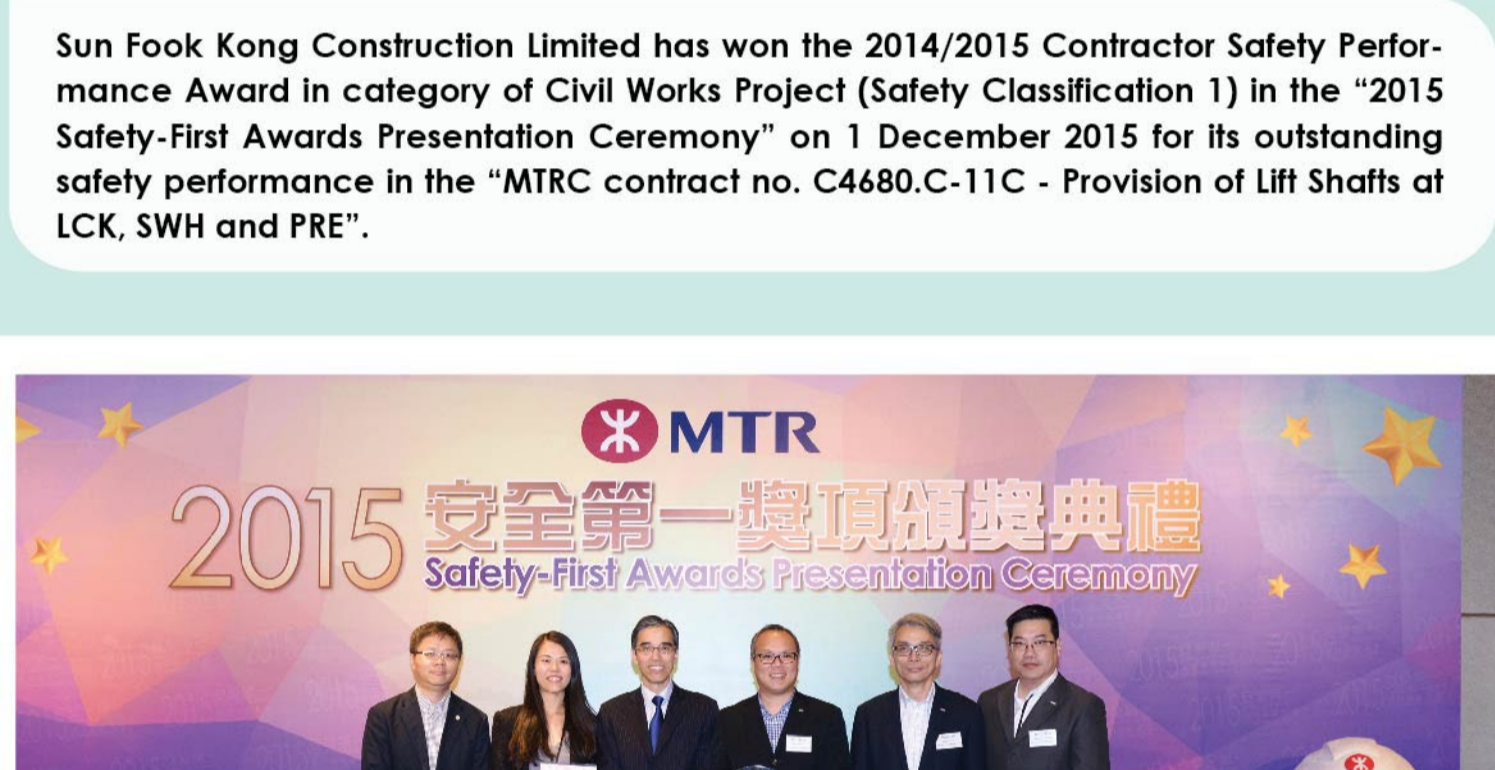 Sun Fook Kong Construction Limited has won the 2014/2015 Contractor Safety Perfor-
mance Award in category of Civil Works Project (Safety Classification 1) in the “2015
Safety-First Awards Presentation Ceremony” on 1 December 2015 for its outstanding
safety performance in the “MTRC contract no. C4680.C-11C - Provision of Lift Shafts at
LCK, SWH and PRE”.
MTR
2015 安全第一獎項頒獎典禮
Safety-First Awards Presentation Ceremony